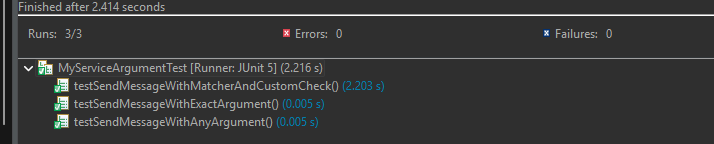 Finished after 2.414 seconds
Runs: 3/3 Errors: 0 Failures: 0
MyServiceArgumentTest [Runner: JUnit 5] (2.216 s)
testSendMessageWithMatcherAndCustomCheck() (2.203 s)
testSendMessageWithExactArgument() (0.005 s)
testSendMessageWithAnyArgument() (0.005 s)